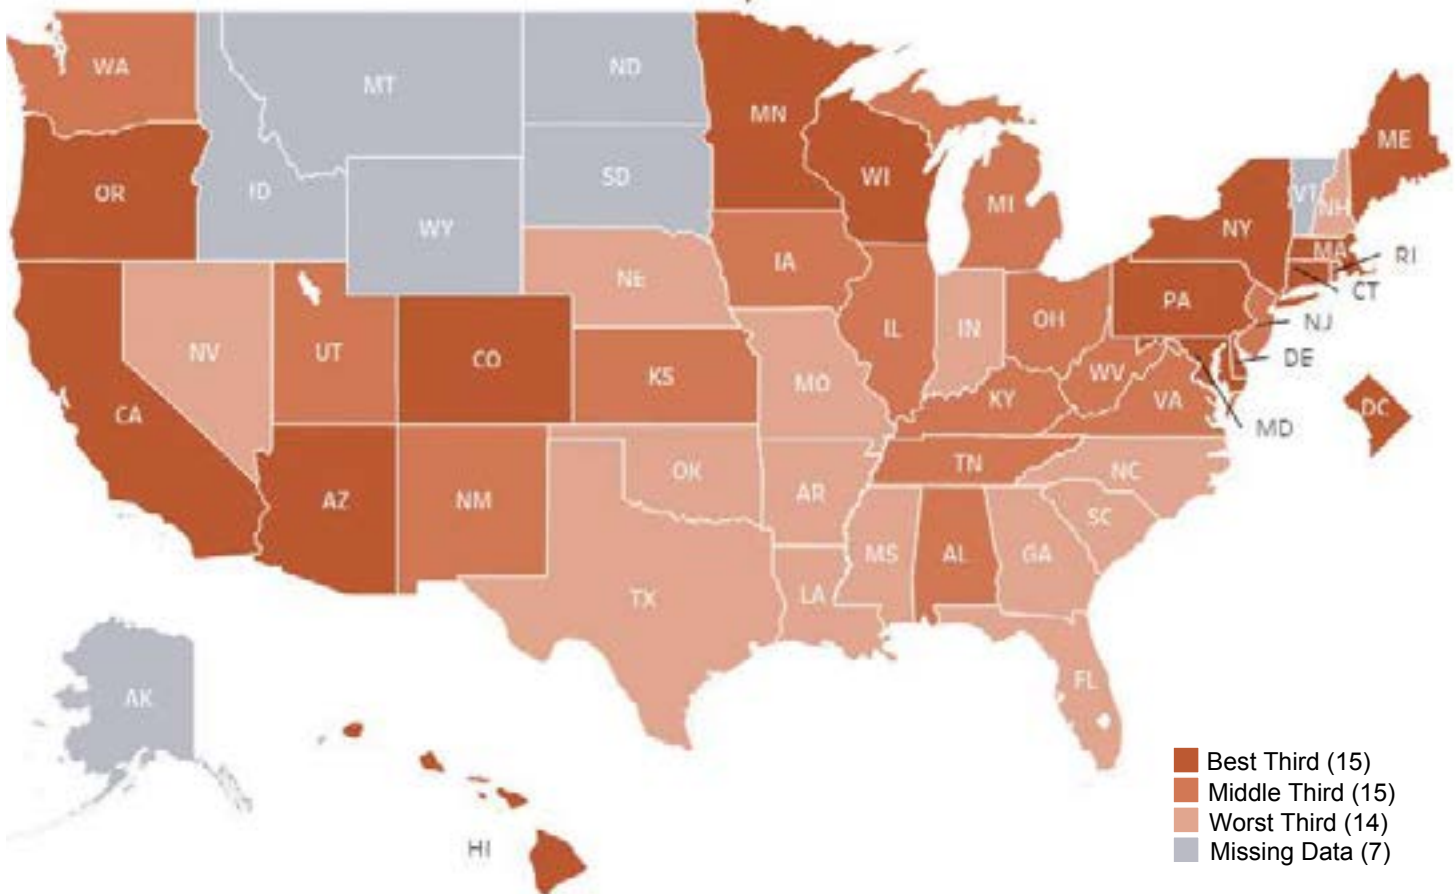 WA
MT
ND
MN
ME
OR
ID
SD
WI
VT
NH
WY
MI
NY
MA
RI
IA
NE
CT
PA
NV
UT
CO
IL
IN
OH
NJ
KS
DE
CA
MO
WV
KY
VA
DC
MD
AZ
NM
OK
AR
TN
NC
SC
MS
AL
GA
TX
LA
FL
AK
HI
Best Third (15)
Middle Third (15)
Worst Third (14)
Missing Data (7)